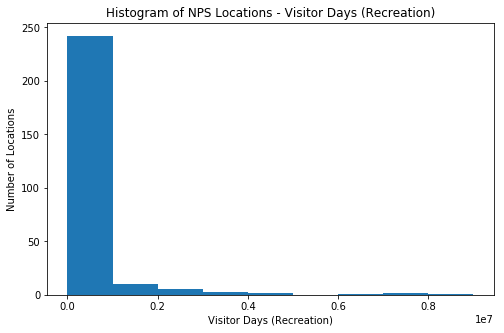 Histogram of NPS Locations - Visitor Days (Recreation)
250
200
150
100
50
0
Number of Locations
0.0 0.2 0.4 0.6 0.8
1e7
Visitor Days (Recreation)